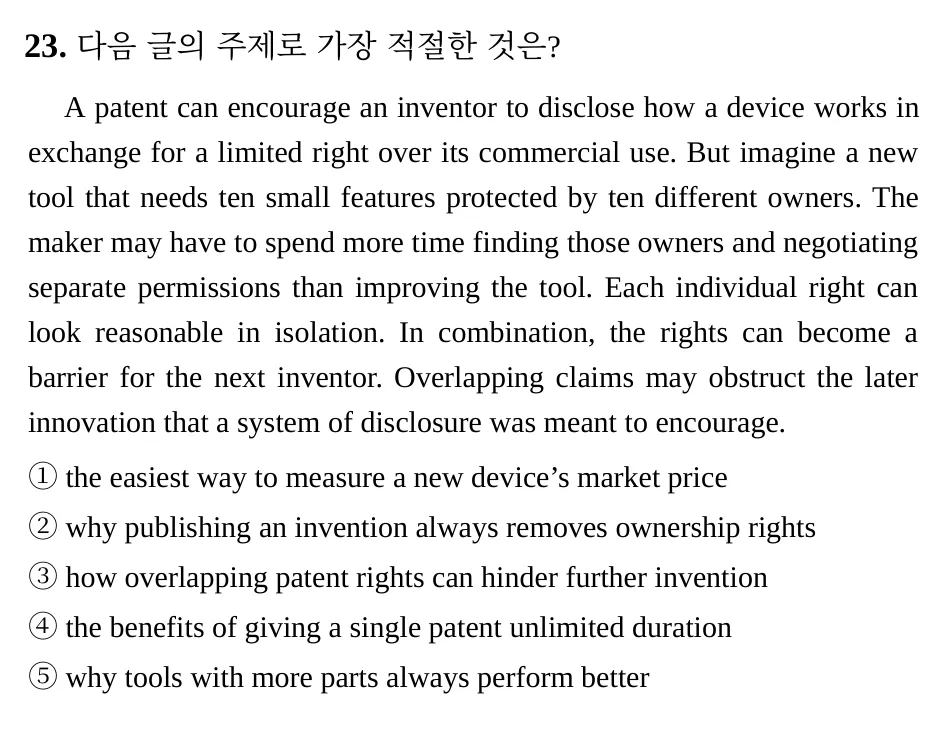 23. 다음 글의 주제로 가장 적절한 것은?
A patent can encourage an inventor to disclose how a device works in
exchange for a limited right over its commercial use. But imagine a new
tool that needs ten small features protected by ten different owners. The
maker may have to spend more time finding those owners and negotiating
separate permissions than improving the tool. Each individual right can
look reasonable in isolation. In combination, the rights can become a
barrier for the next inventor. Overlapping claims may obstruct the later
innovation that a system of disclosure was meant to encourage.
① the easiest way to measure a new device’s market price
② why publishing an invention always removes ownership rights
③ how overlapping patent rights can hinder further invention
④ the benefits of giving a single patent unlimited duration
⑤ why tools with more parts always perform better